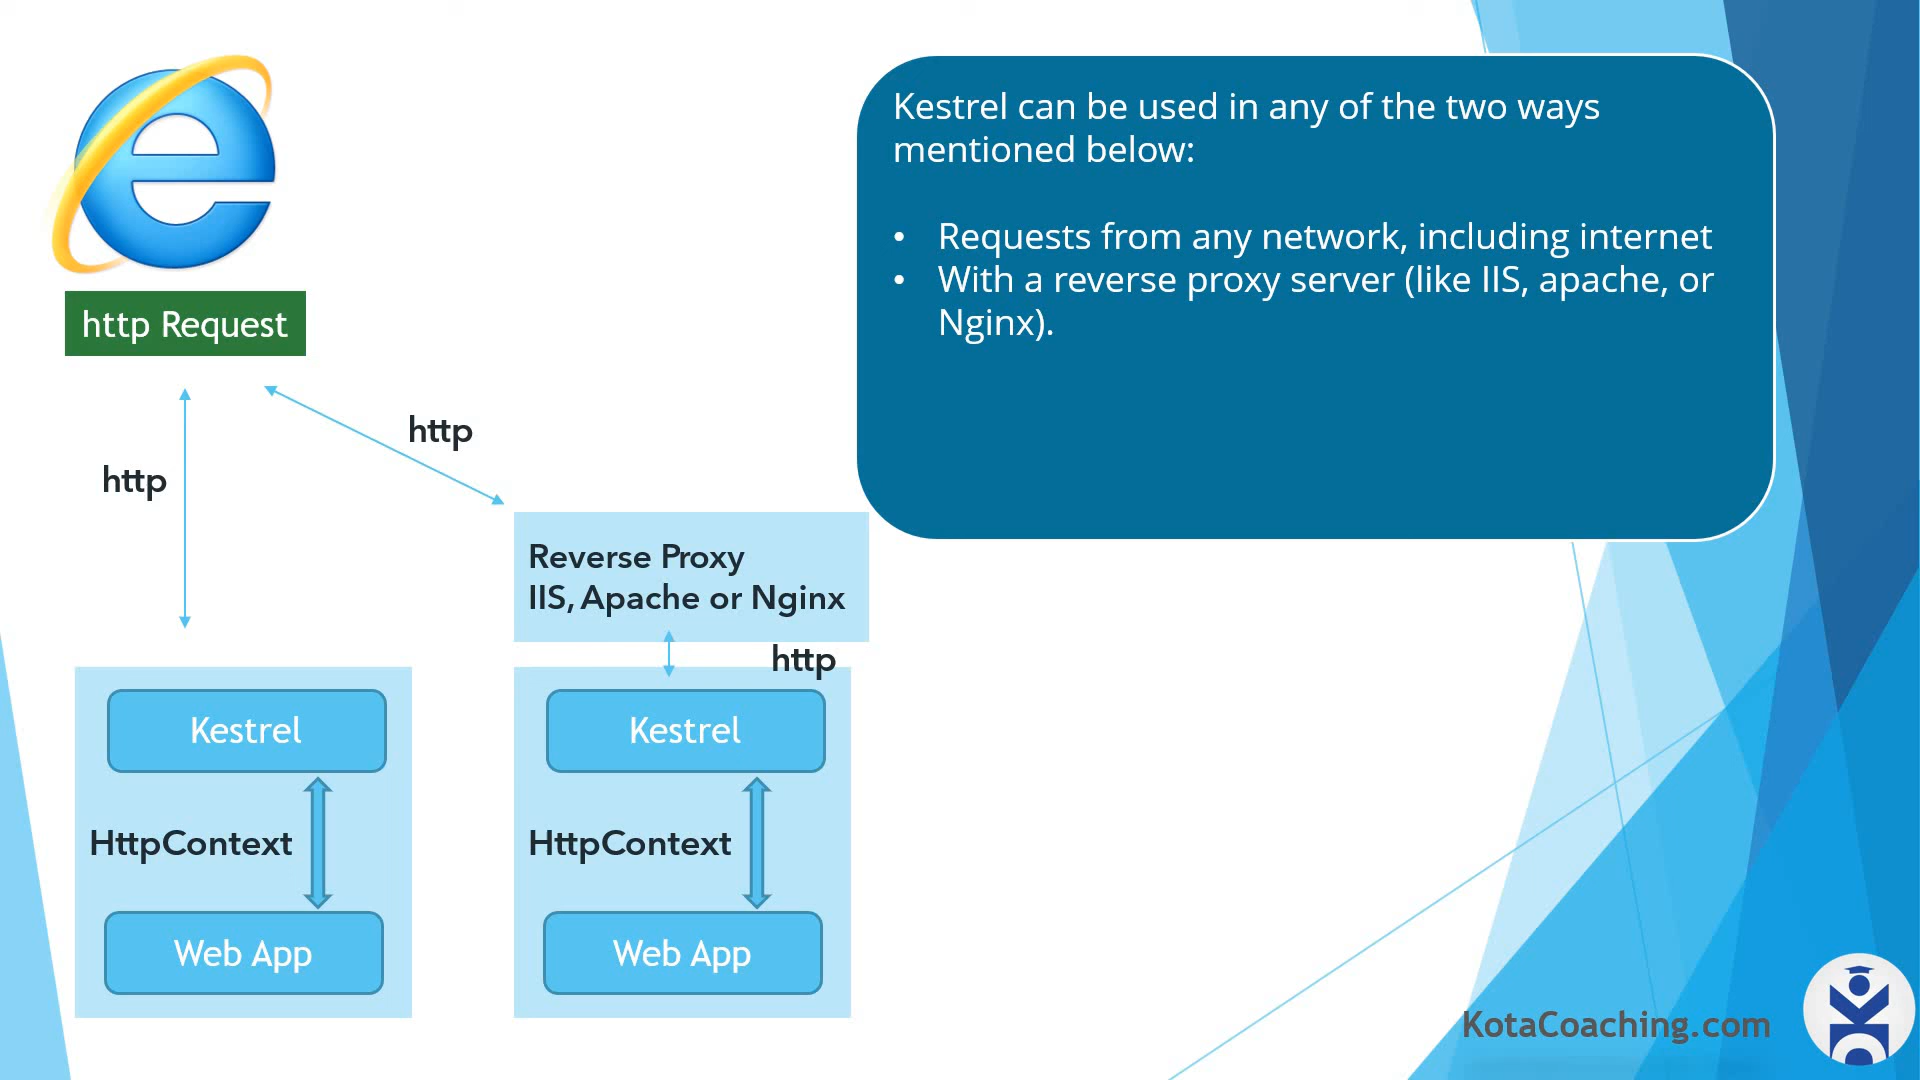 Kestrel can be used in any of the two ways
mentioned below:
• Requests from any network, including internet
• With a reverse proxy server (like IIS, apache, or
Nginx).
http Request
http
http
Reverse Proxy
IIS, Apache or Nginx
http
Kestrel
HttpContext
Web App
Kestrel
HttpContext
Web App
KotaCoaching.com